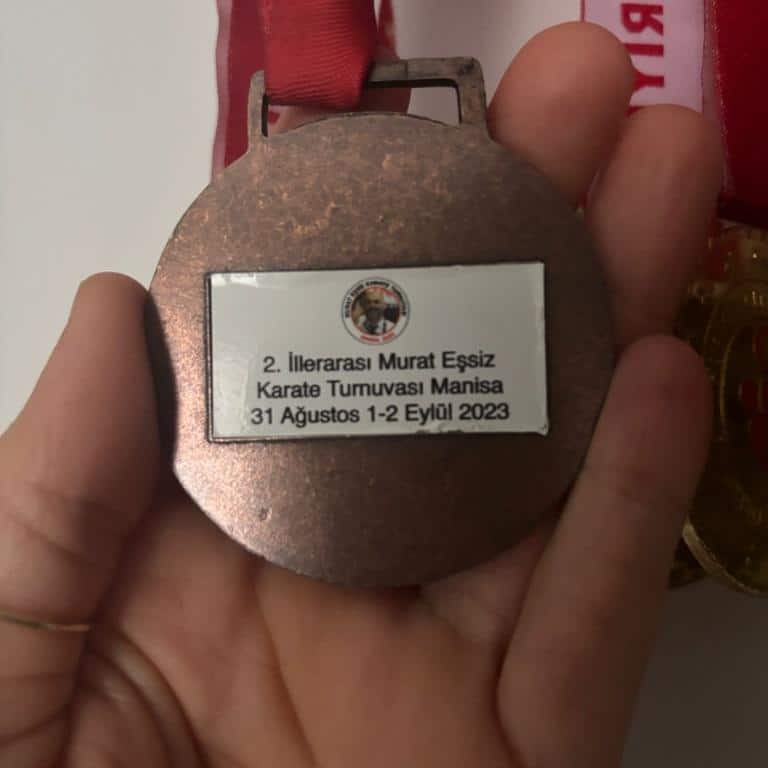 2. İllerarası Murat Eşsiz
Karate Turnuvası Manisa
31 Ağustos 1-2 Eylül 2023